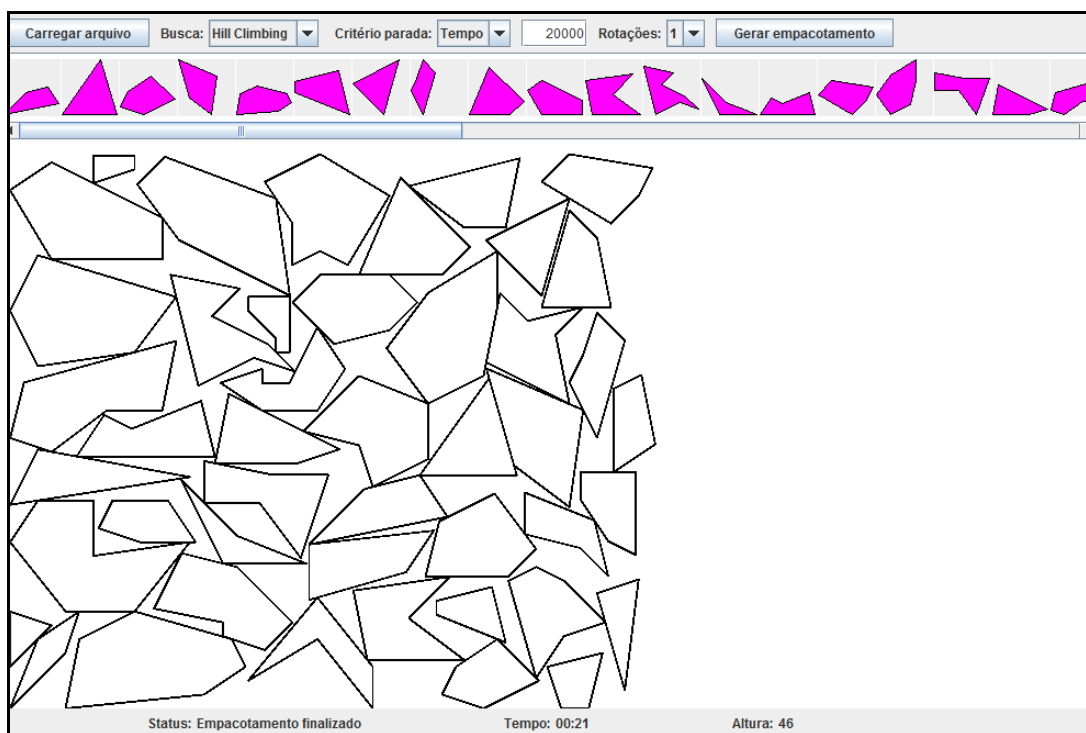 Carregar arquivo Busca: Hill Climbing Critério parada: Tempo 20000 Rotações: 1 Gerar empacotamento
Status: Empacotamento finalizado Tempo: 00:21 Altura: 46